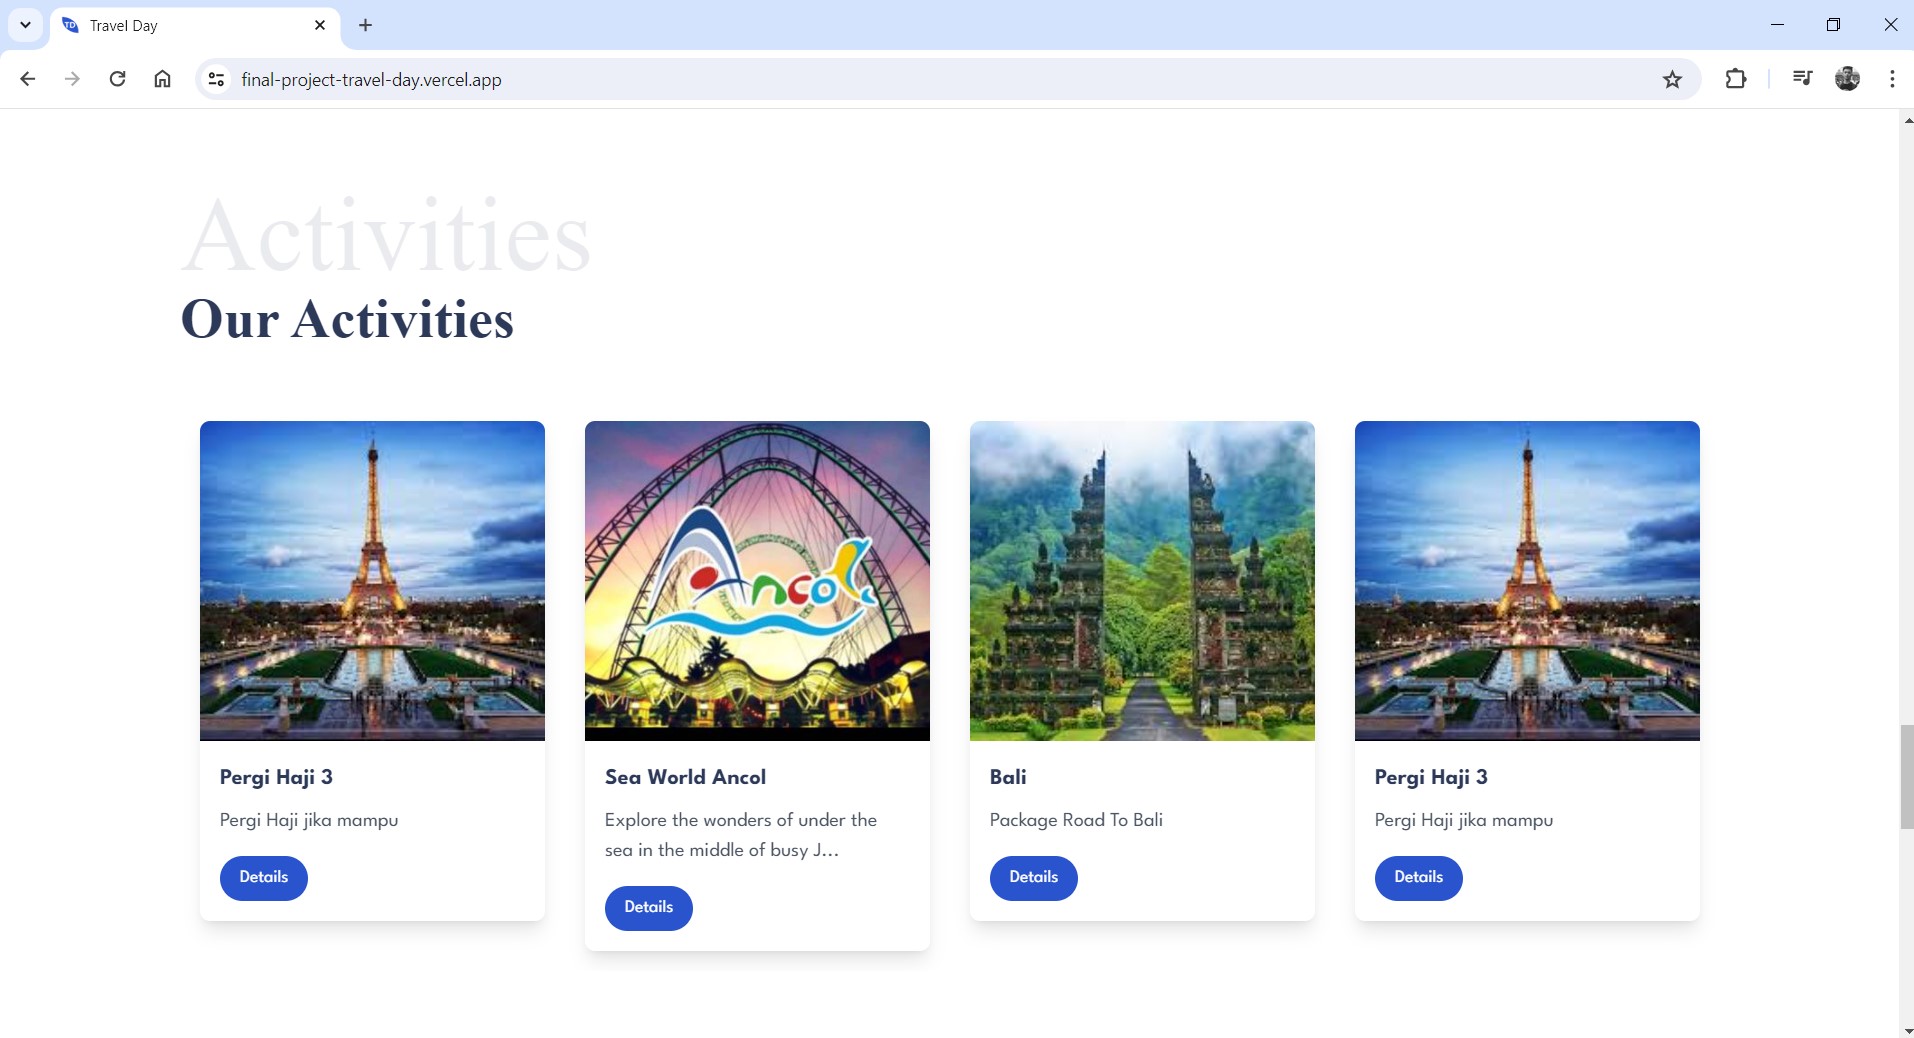 Travel Day
final-project-travel-day.vercel.app
Activities
Our Activities
Ancol
Pergi Haji 3
Pergi Haji jika mampu
Details
Sea World Ancol
Explore the wonders of under the
sea in the middle of busy J...
Details
Bali
Package Road To Bali
Details
Pergi Haji 3
Pergi Haji jika mampu
Details